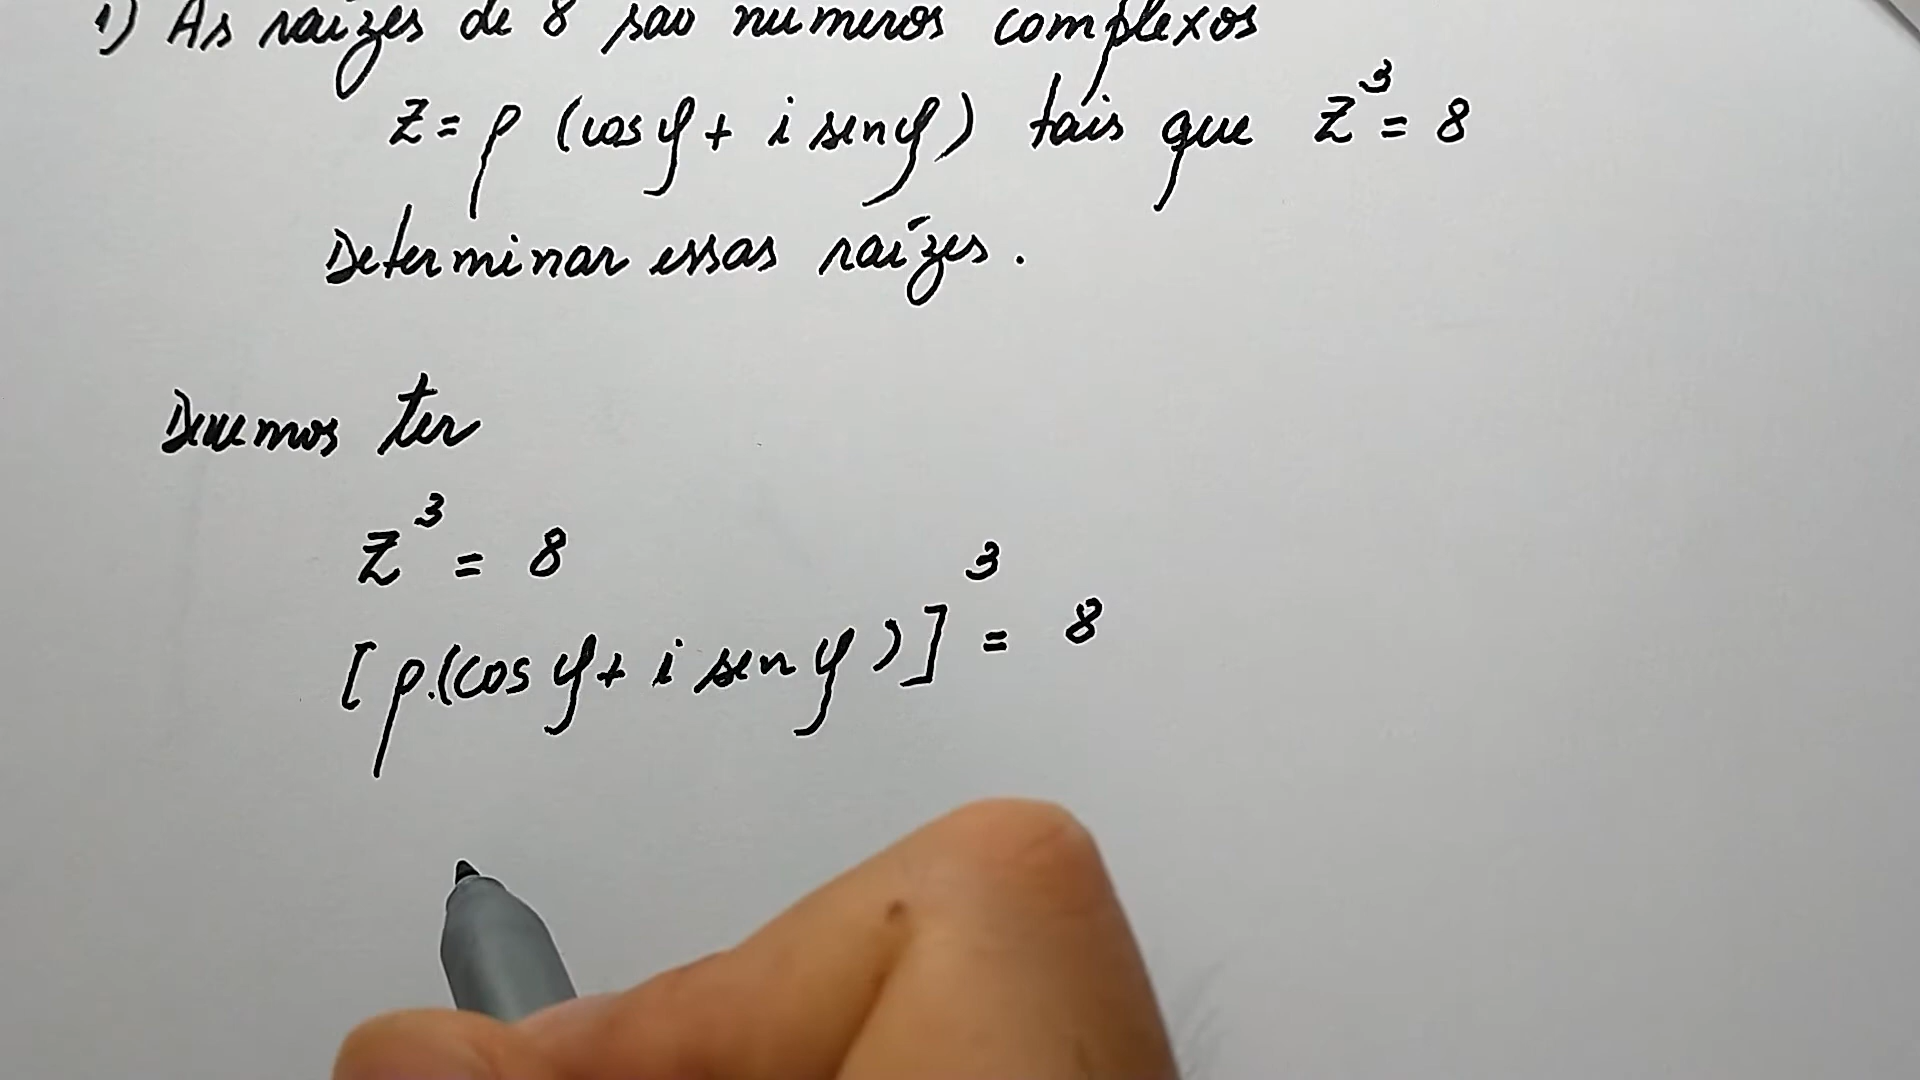 1) As raízes de 8 são números complexos
z = ρ (cos φ + i sen φ) tais que z³ = 8
Determinar essas raízes.
Devemos ter
z³ = 8
[ρ.(cos φ + i sen φ)]³ = 8